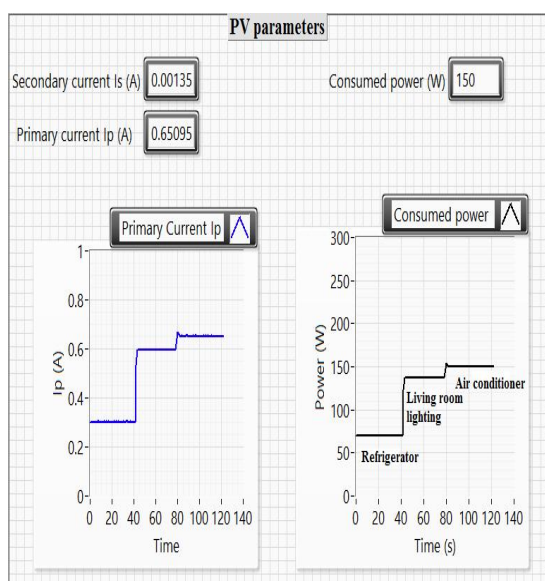 PV parameters
Secondary current Is (A) 0.00135
Consumed power (W) 150
Primary current Ip (A) 0.65095
Primary Current Ip
1
0.8
0.6
0.4
0.2
0
Ip (A)
0 20 40 60 80 100 120 140
Time
Consumed power
300
250
200
150
100
50
0
Power (W)
Air conditioner
Living room
lighting
Refrigerator
0 20 40 60 80 100 120 140
Time (s)